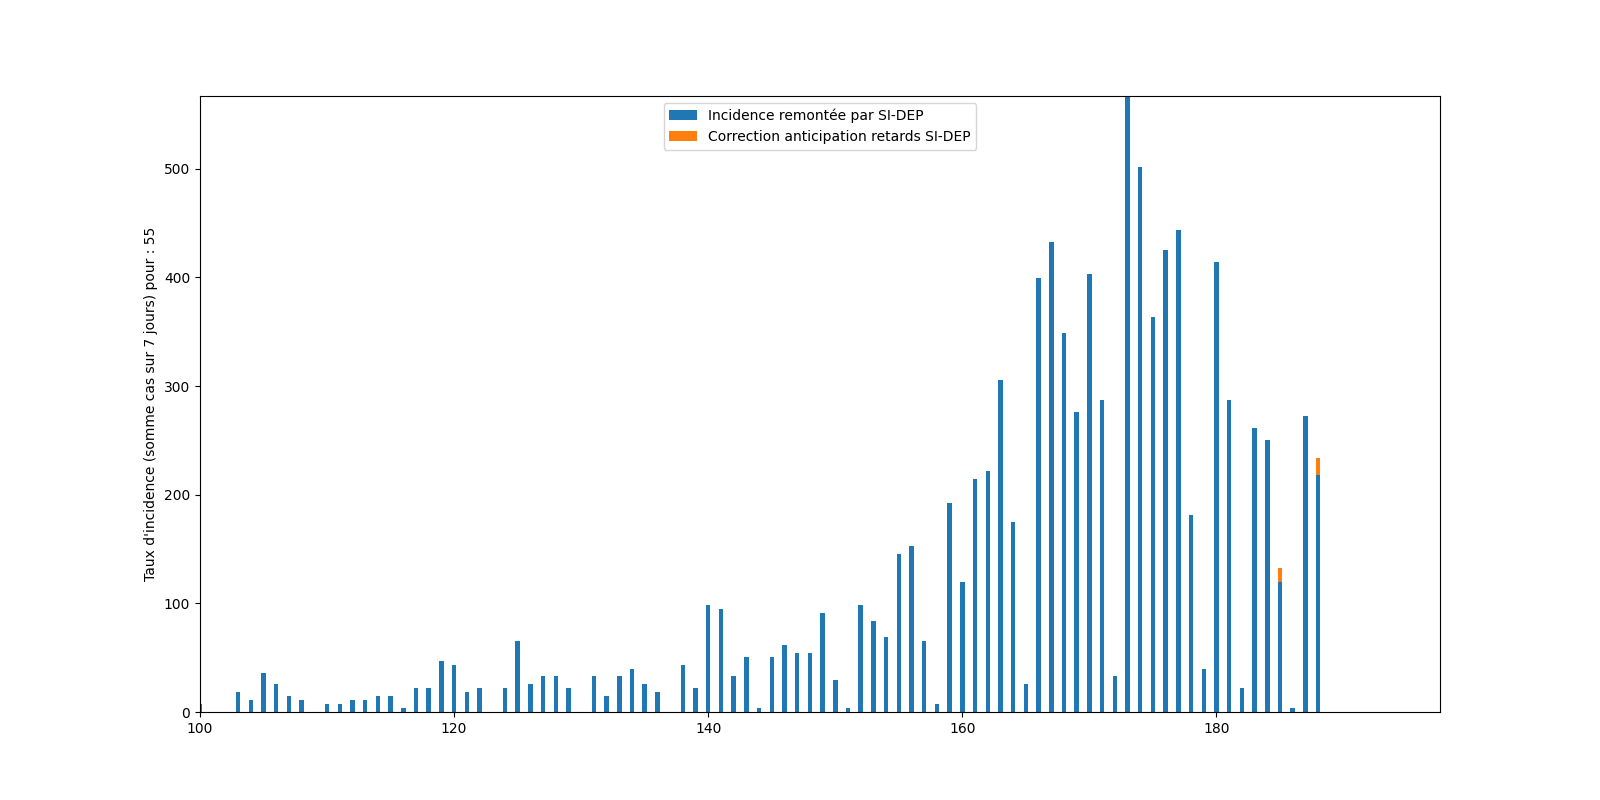 Incidence remontée par SI-DEP
Correction anticipation retards SI-DEP
Taux d'incidence (somme cas sur 7 jours) pour : 55
500
400
300
200
100
0
100 120 140 160 180